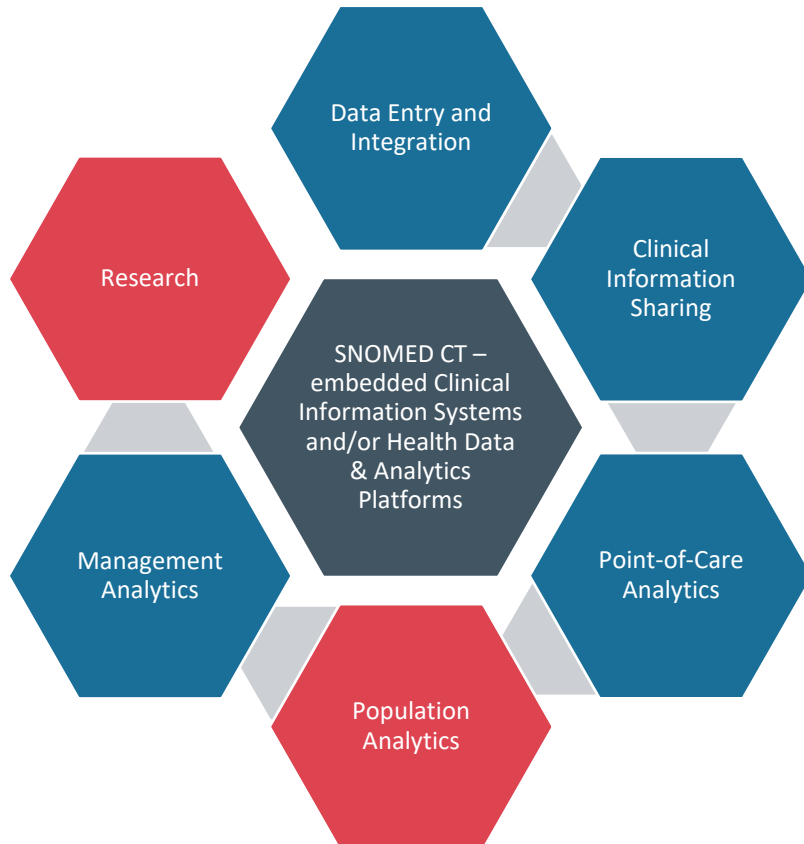 Data Entry and
Integration
Clinical
Information
Sharing
Research
SNOMED CT –
embedded Clinical
Information Systems
and/or Health Data
& Analytics
Platforms
Management
Analytics
Point-of-Care
Analytics
Population
Analytics